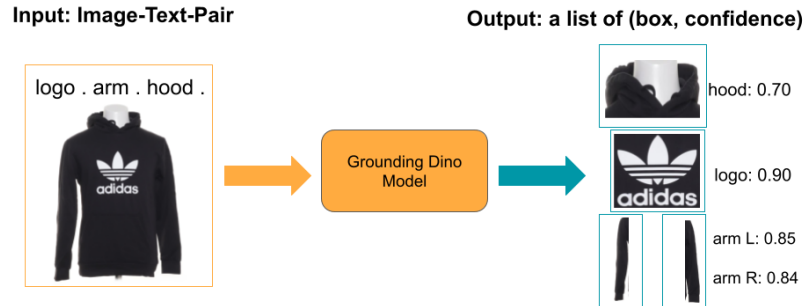 Input: Image-Text-Pair
Output: a list of (box, confidence)
logo . arm . hood .
adidas
Grounding Dino
Model
hood: 0.70
adidas
logo: 0.90
arm L: 0.85
arm R: 0.84